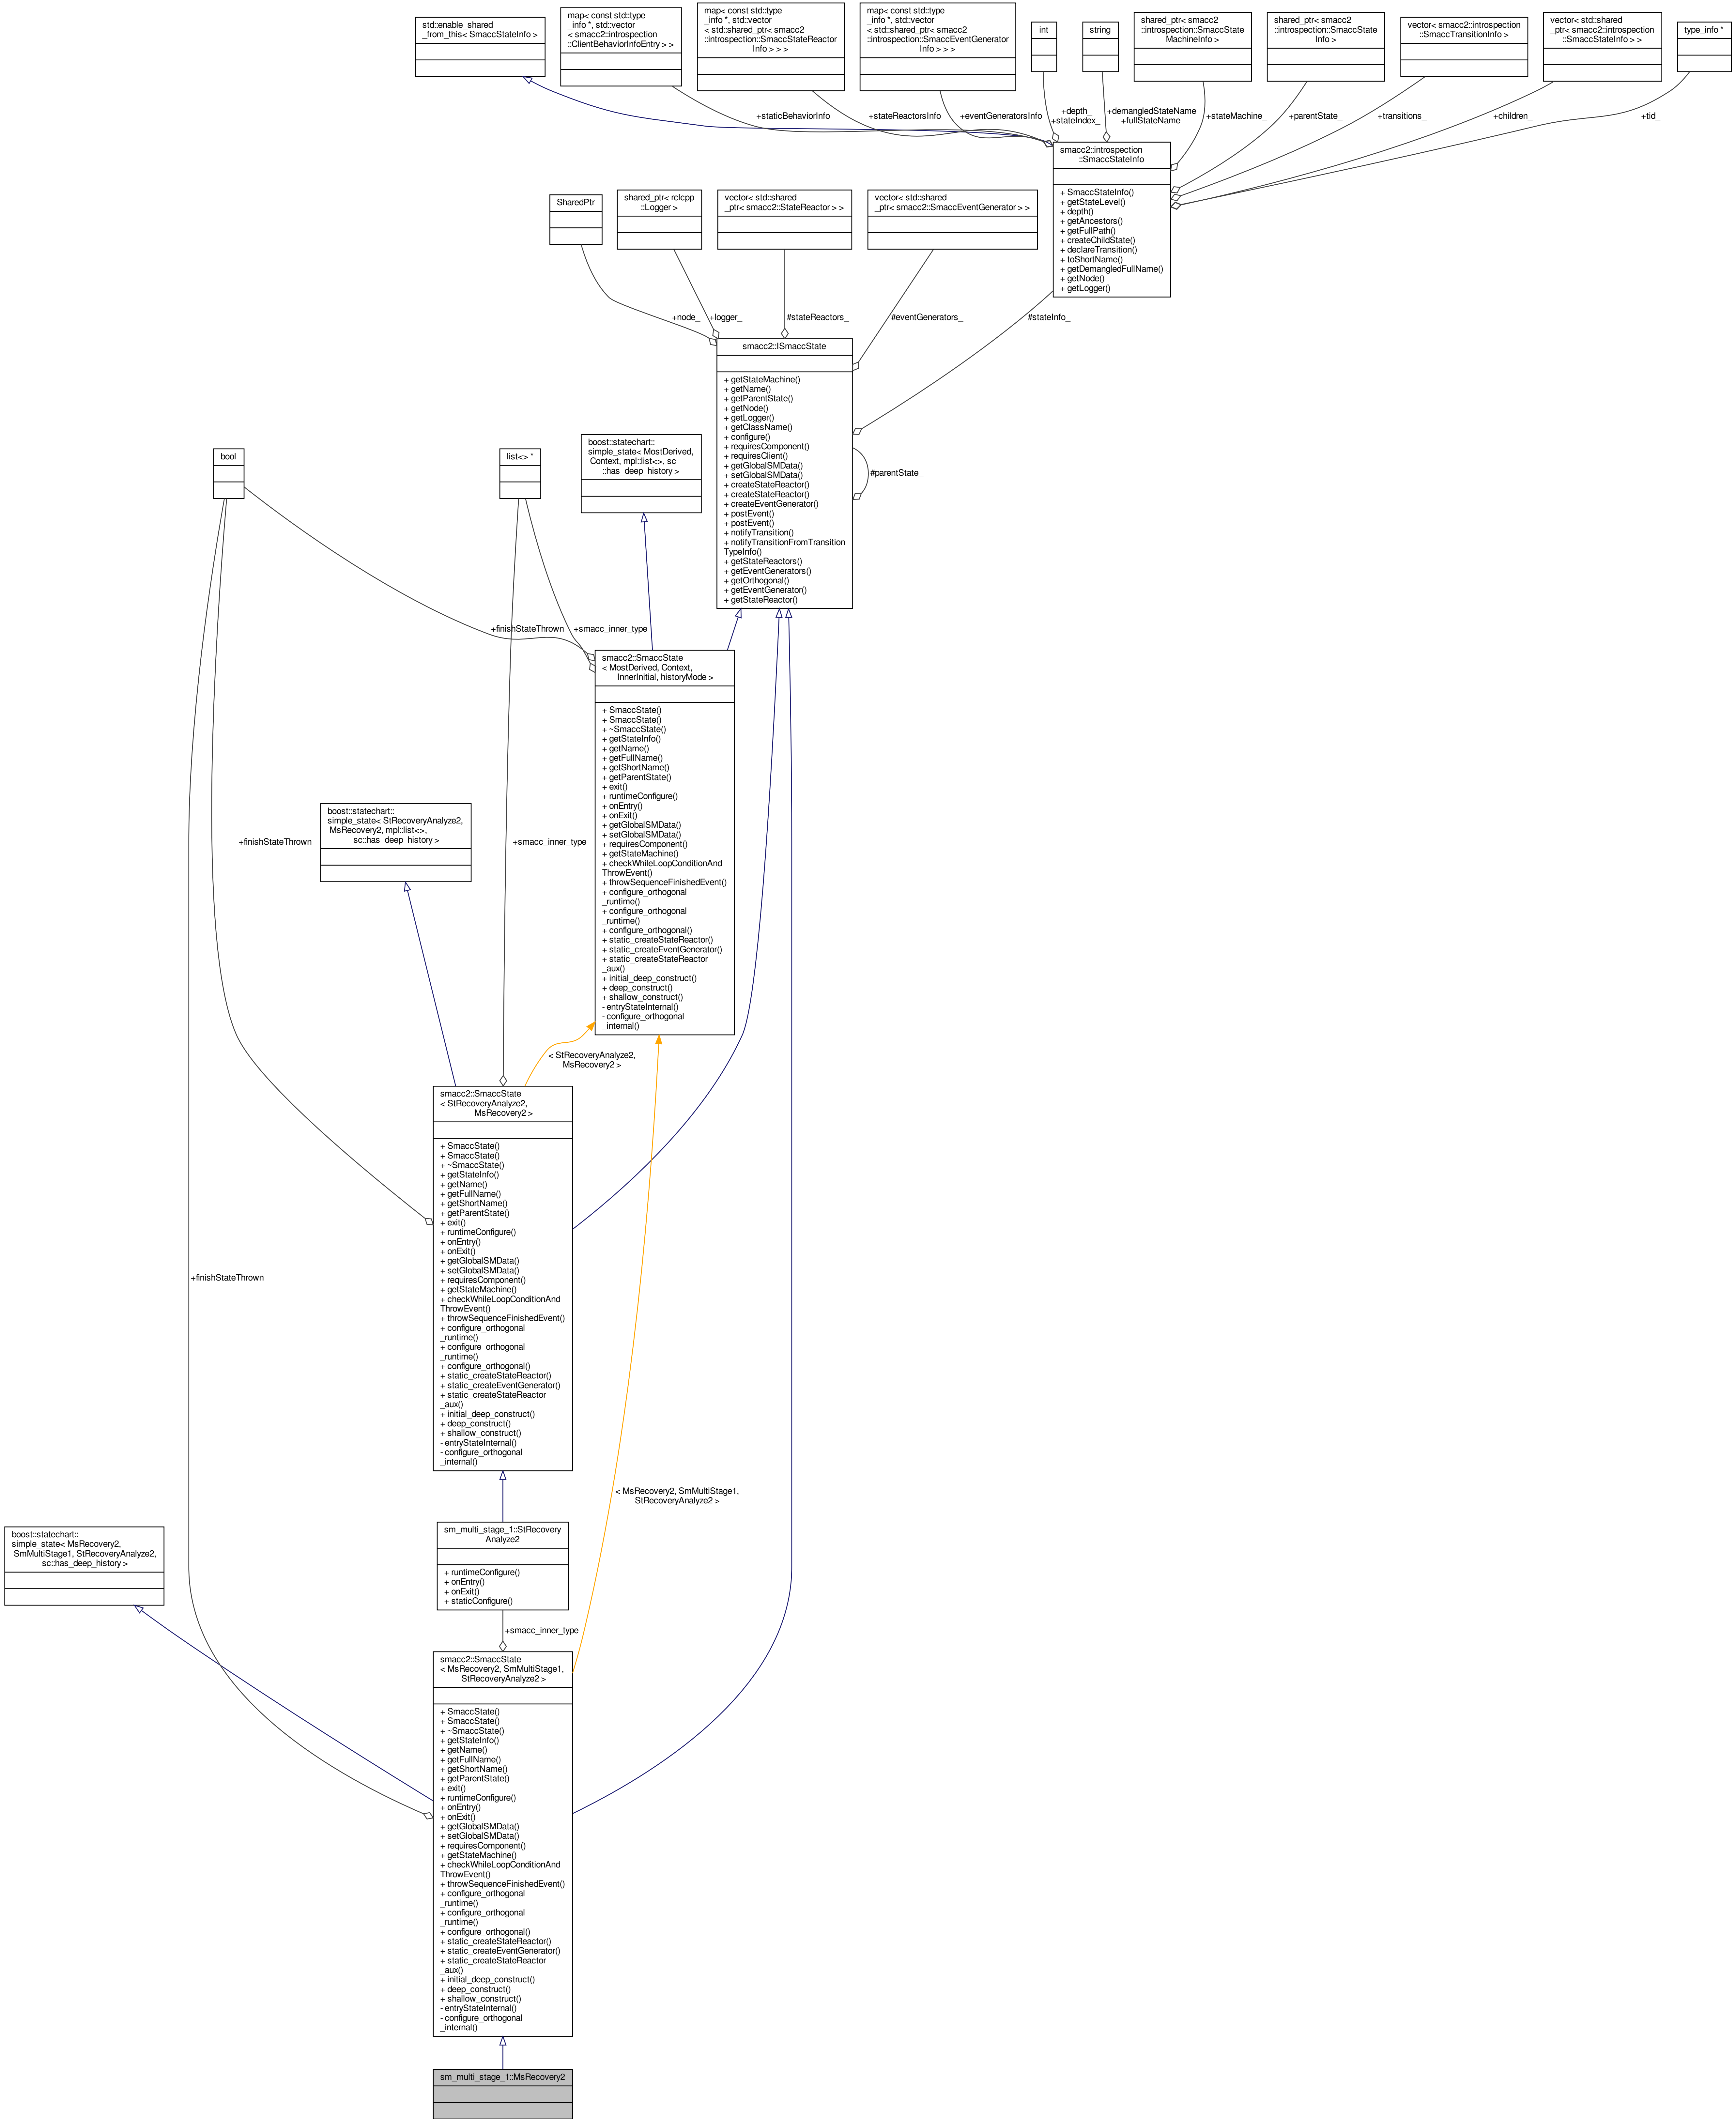 std::enable_shared
_from_this< SmaccStateInfo >
map< const std::type
_info *, std::vector
< smacc2::introspection
::ClientBehaviorInfoEntry > >
map< const std::type
_info *, std::vector
< std::shared_ptr< smacc2
::introspection::SmaccStateReactor
Info > > >
map< const std::type
_info *, std::vector
< std::shared_ptr< smacc2
::introspection::SmaccEventGenerator
Info > > >
int
string
shared_ptr< smacc2
::introspection::SmaccState
MachineInfo >
shared_ptr< smacc2
::introspection::SmaccState
Info >
vector< smacc2::introspection
::SmaccTransitionInfo >
vector< std::shared
_ptr< smacc2::introspection
::SmaccStateInfo > >
type_info *
+staticBehaviorInfo
+stateReactorsInfo
+eventGeneratorsInfo
+depth_
+stateIndex_
+demangledStateName
+fullStateName
+stateMachine_
+parentState_
+transitions_
+children_
+tid_
smacc2::introspection
::SmaccStateInfo
+ SmaccStateInfo()
+ getStateLevel()
+ depth()
+ getAncestors()
+ getFullPath()
+ createChildState()
+ declareTransition()
+ toShortName()
+ getDemangledFullName()
+ getNode()
+ getLogger()
SharedPtr
shared_ptr< rclcpp
::Logger >
vector< std::shared
_ptr< smacc2::StateReactor > >
vector< std::shared
_ptr< smacc2::SmaccEventGenerator > >
+node_
+logger_
#stateReactors_
#eventGenerators_
#stateInfo_
smacc2::ISmaccState
+ getStateMachine()
+ getName()
+ getParentState()
+ getNode()
+ getLogger()
+ getClassName()
+ configure()
+ requiresComponent()
+ requiresClient()
+ getGlobalSMData()
+ setGlobalSMData()
+ createStateReactor()
+ createStateReactor()
+ createEventGenerator()
+ postEvent()
+ postEvent()
+ notifyTransition()
+ notifyTransitionFromTransition
TypeInfo()
+ getStateReactors()
+ getEventGenerators()
+ getOrthogonal()
+ getEventGenerator()
+ getStateReactor()
#parentState_
bool
list<> *
boost::statechart::
simple_state< MostDerived,
Context, mpl::list<>, sc
::has_deep_history >
+finishStateThrown
+smacc_inner_type
smacc2::SmaccState
< MostDerived, Context,
InnerInitial, historyMode >
+ SmaccState()
+ SmaccState()
+ ~SmaccState()
+ getStateInfo()
+ getName()
+ getFullName()
+ getShortName()
+ getParentState()
+ exit()
+ runtimeConfigure()
+ onEntry()
+ onExit()
+ getGlobalSMData()
+ setGlobalSMData()
+ requiresComponent()
+ getStateMachine()
+ checkWhileLoopConditionAnd
ThrowEvent()
+ throwSequenceFinishedEvent()
+ configure_orthogonal
_runtime()
+ configure_orthogonal
_runtime()
+ configure_orthogonal()
+ static_createStateReactor()
+ static_createEventGenerator()
+ static_createStateReactor
_aux()
+ initial_deep_construct()
+ deep_construct()
+ shallow_construct()
- entryStateInternal()
- configure_orthogonal
_internal()
boost::statechart::
simple_state< StRecoveryAnalyze2,
MsRecovery2, mpl::list<>,
sc::has_deep_history >
+finishStateThrown
+smacc_inner_type
< StRecoveryAnalyze2,
MsRecovery2 >
smacc2::SmaccState
< StRecoveryAnalyze2,
MsRecovery2 >
+ SmaccState()
+ SmaccState()
+ ~SmaccState()
+ getStateInfo()
+ getName()
+ getFullName()
+ getShortName()
+ getParentState()
+ exit()
+ runtimeConfigure()
+ onEntry()
+ onExit()
+ getGlobalSMData()
+ setGlobalSMData()
+ requiresComponent()
+ getStateMachine()
+ checkWhileLoopConditionAnd
ThrowEvent()
+ throwSequenceFinishedEvent()
+ configure_orthogonal
_runtime()
+ configure_orthogonal
_runtime()
+ configure_orthogonal()
+ static_createStateReactor()
+ static_createEventGenerator()
+ static_createStateReactor
_aux()
+ initial_deep_construct()
+ deep_construct()
+ shallow_construct()
- entryStateInternal()
- configure_orthogonal
_internal()
+finishStateThrown
< MsRecovery2, SmMultiStage1,
StRecoveryAnalyze2 >
boost::statechart::
simple_state< MsRecovery2,
SmMultiStage1, StRecoveryAnalyze2,
sc::has_deep_history >
sm_multi_stage_1::StRecovery
Analyze2
+ runtimeConfigure()
+ onEntry()
+ onExit()
+ staticConfigure()
+smacc_inner_type
smacc2::SmaccState
< MsRecovery2, SmMultiStage1,
StRecoveryAnalyze2 >
+ SmaccState()
+ SmaccState()
+ ~SmaccState()
+ getStateInfo()
+ getName()
+ getFullName()
+ getShortName()
+ getParentState()
+ exit()
+ runtimeConfigure()
+ onEntry()
+ onExit()
+ getGlobalSMData()
+ setGlobalSMData()
+ requiresComponent()
+ getStateMachine()
+ checkWhileLoopConditionAnd
ThrowEvent()
+ throwSequenceFinishedEvent()
+ configure_orthogonal
_runtime()
+ configure_orthogonal
_runtime()
+ configure_orthogonal()
+ static_createStateReactor()
+ static_createEventGenerator()
+ static_createStateReactor
_aux()
+ initial_deep_construct()
+ deep_construct()
+ shallow_construct()
- entryStateInternal()
- configure_orthogonal
_internal()
sm_multi_stage_1::MsRecovery2